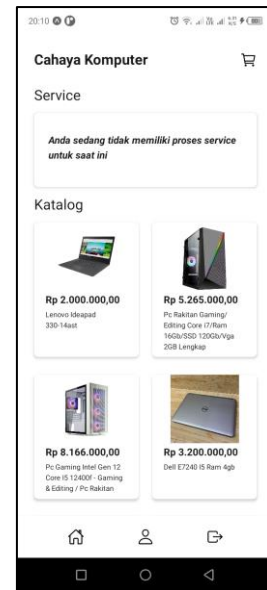 20:10
Cahaya Komputer
Service
Anda sedang tidak memiliki proses service
untuk saat ini
Katalog
Rp 2.000.000,00
Lenovo Ideapad
330-14ast
Rp 5.265.000,00
Pc Rakitan Gaming/
Editing Core i7/Ram
16Gb/SSD 120Gb/Vga
2GB Lengkap
Rp 8.166.000,00
Pc Gaming Intel Gen 12
Core I5 12400f - Gaming
& Editing / Pc Rakitan
Rp 3.200.000,00
Dell E7240 I5 Ram 4gb